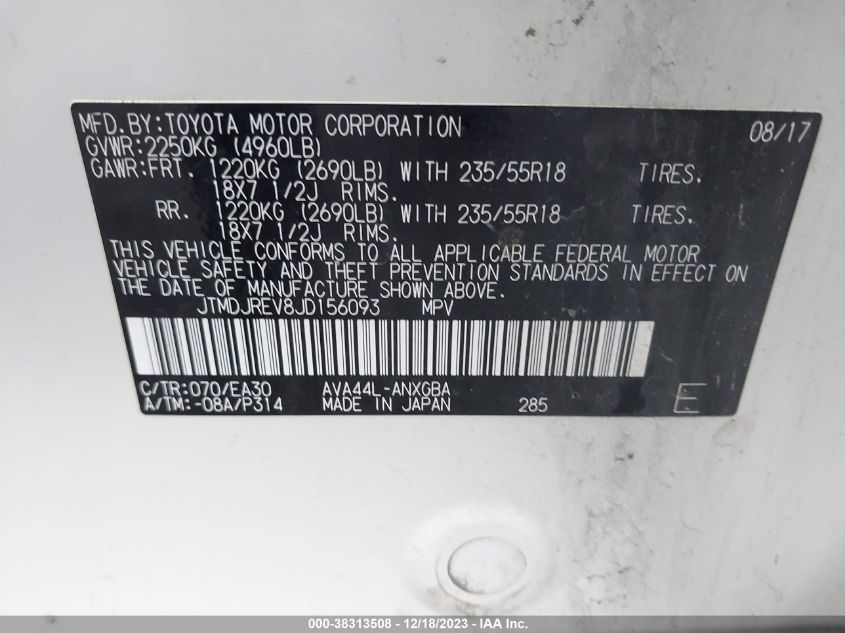 MFD.BY:TOYOTA MOTOR CORPORATION 08/17
GVWR:2250KG (4960LB)
GAWR:FRT. 1220KG (2690LB) WITH 235/55R18 TIRES.
18X7 1/2J RIMS.
RR. 1220KG (2690LB) WITH 235/55R18 TIRES.
18X7 1/2J RIMS.
THIS VEHICLE CONFORMS TO ALL APPLICABLE FEDERAL MOTOR
VEHICLE SAFETY AND THEFT PREVENTION STANDARDS IN EFFECT ON
THE DATE OF MANUFACTURE SHOWN ABOVE.
JTMDJREV8JD156093 MPV
C/TR:070/EA30 AVA44L-ANXGBA
A/TM:-08A/P314 MADE IN JAPAN 285 E
000-38313508 - 12/18/2023 - IAA Inc.